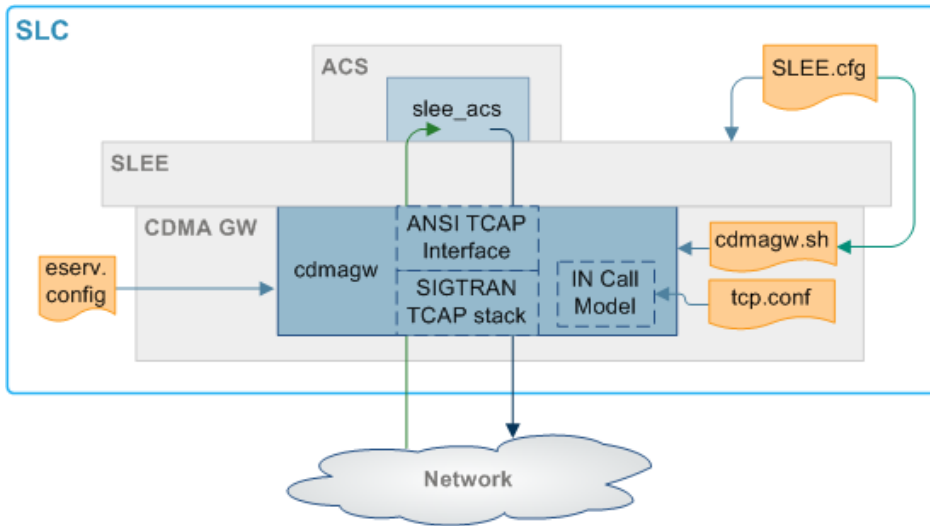 SLC
ACS
SLEE.cfg
slee_acs
SLEE
CDMA GW
ANSI TCAP
Interface
cdmagw.sh
eserv.
config
cdmagw
SIGTRAN
TCAP stack
IN Call
Model
tcp.conf
Network